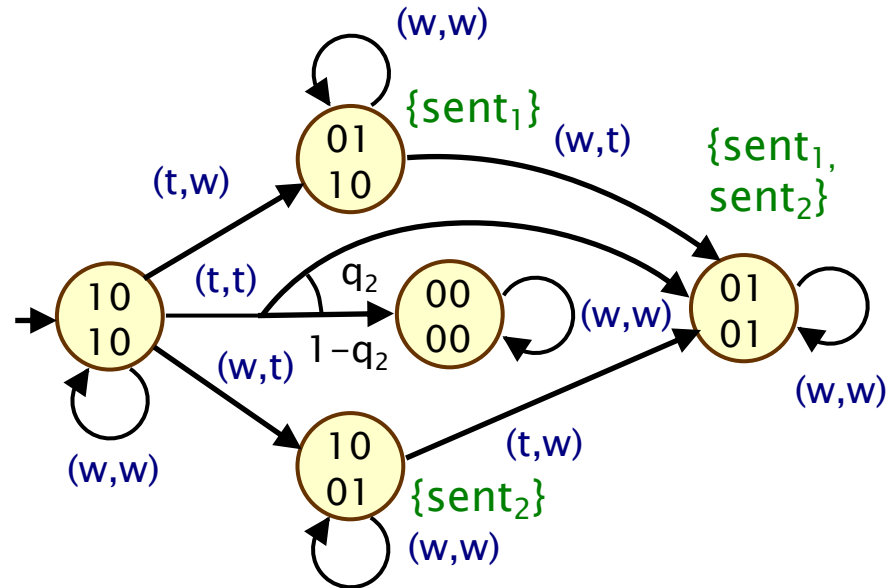 (w,w)
01
10
{sent₁}
(w,t)
{sent₁,
sent₂}
(t,w)
10
10
(t,t)
q₂
1-q₂
00
00
(w,w)
01
01
(w,w)
(w,t)
(w,w)
10
01
(t,w)
{sent₂}
(w,w)